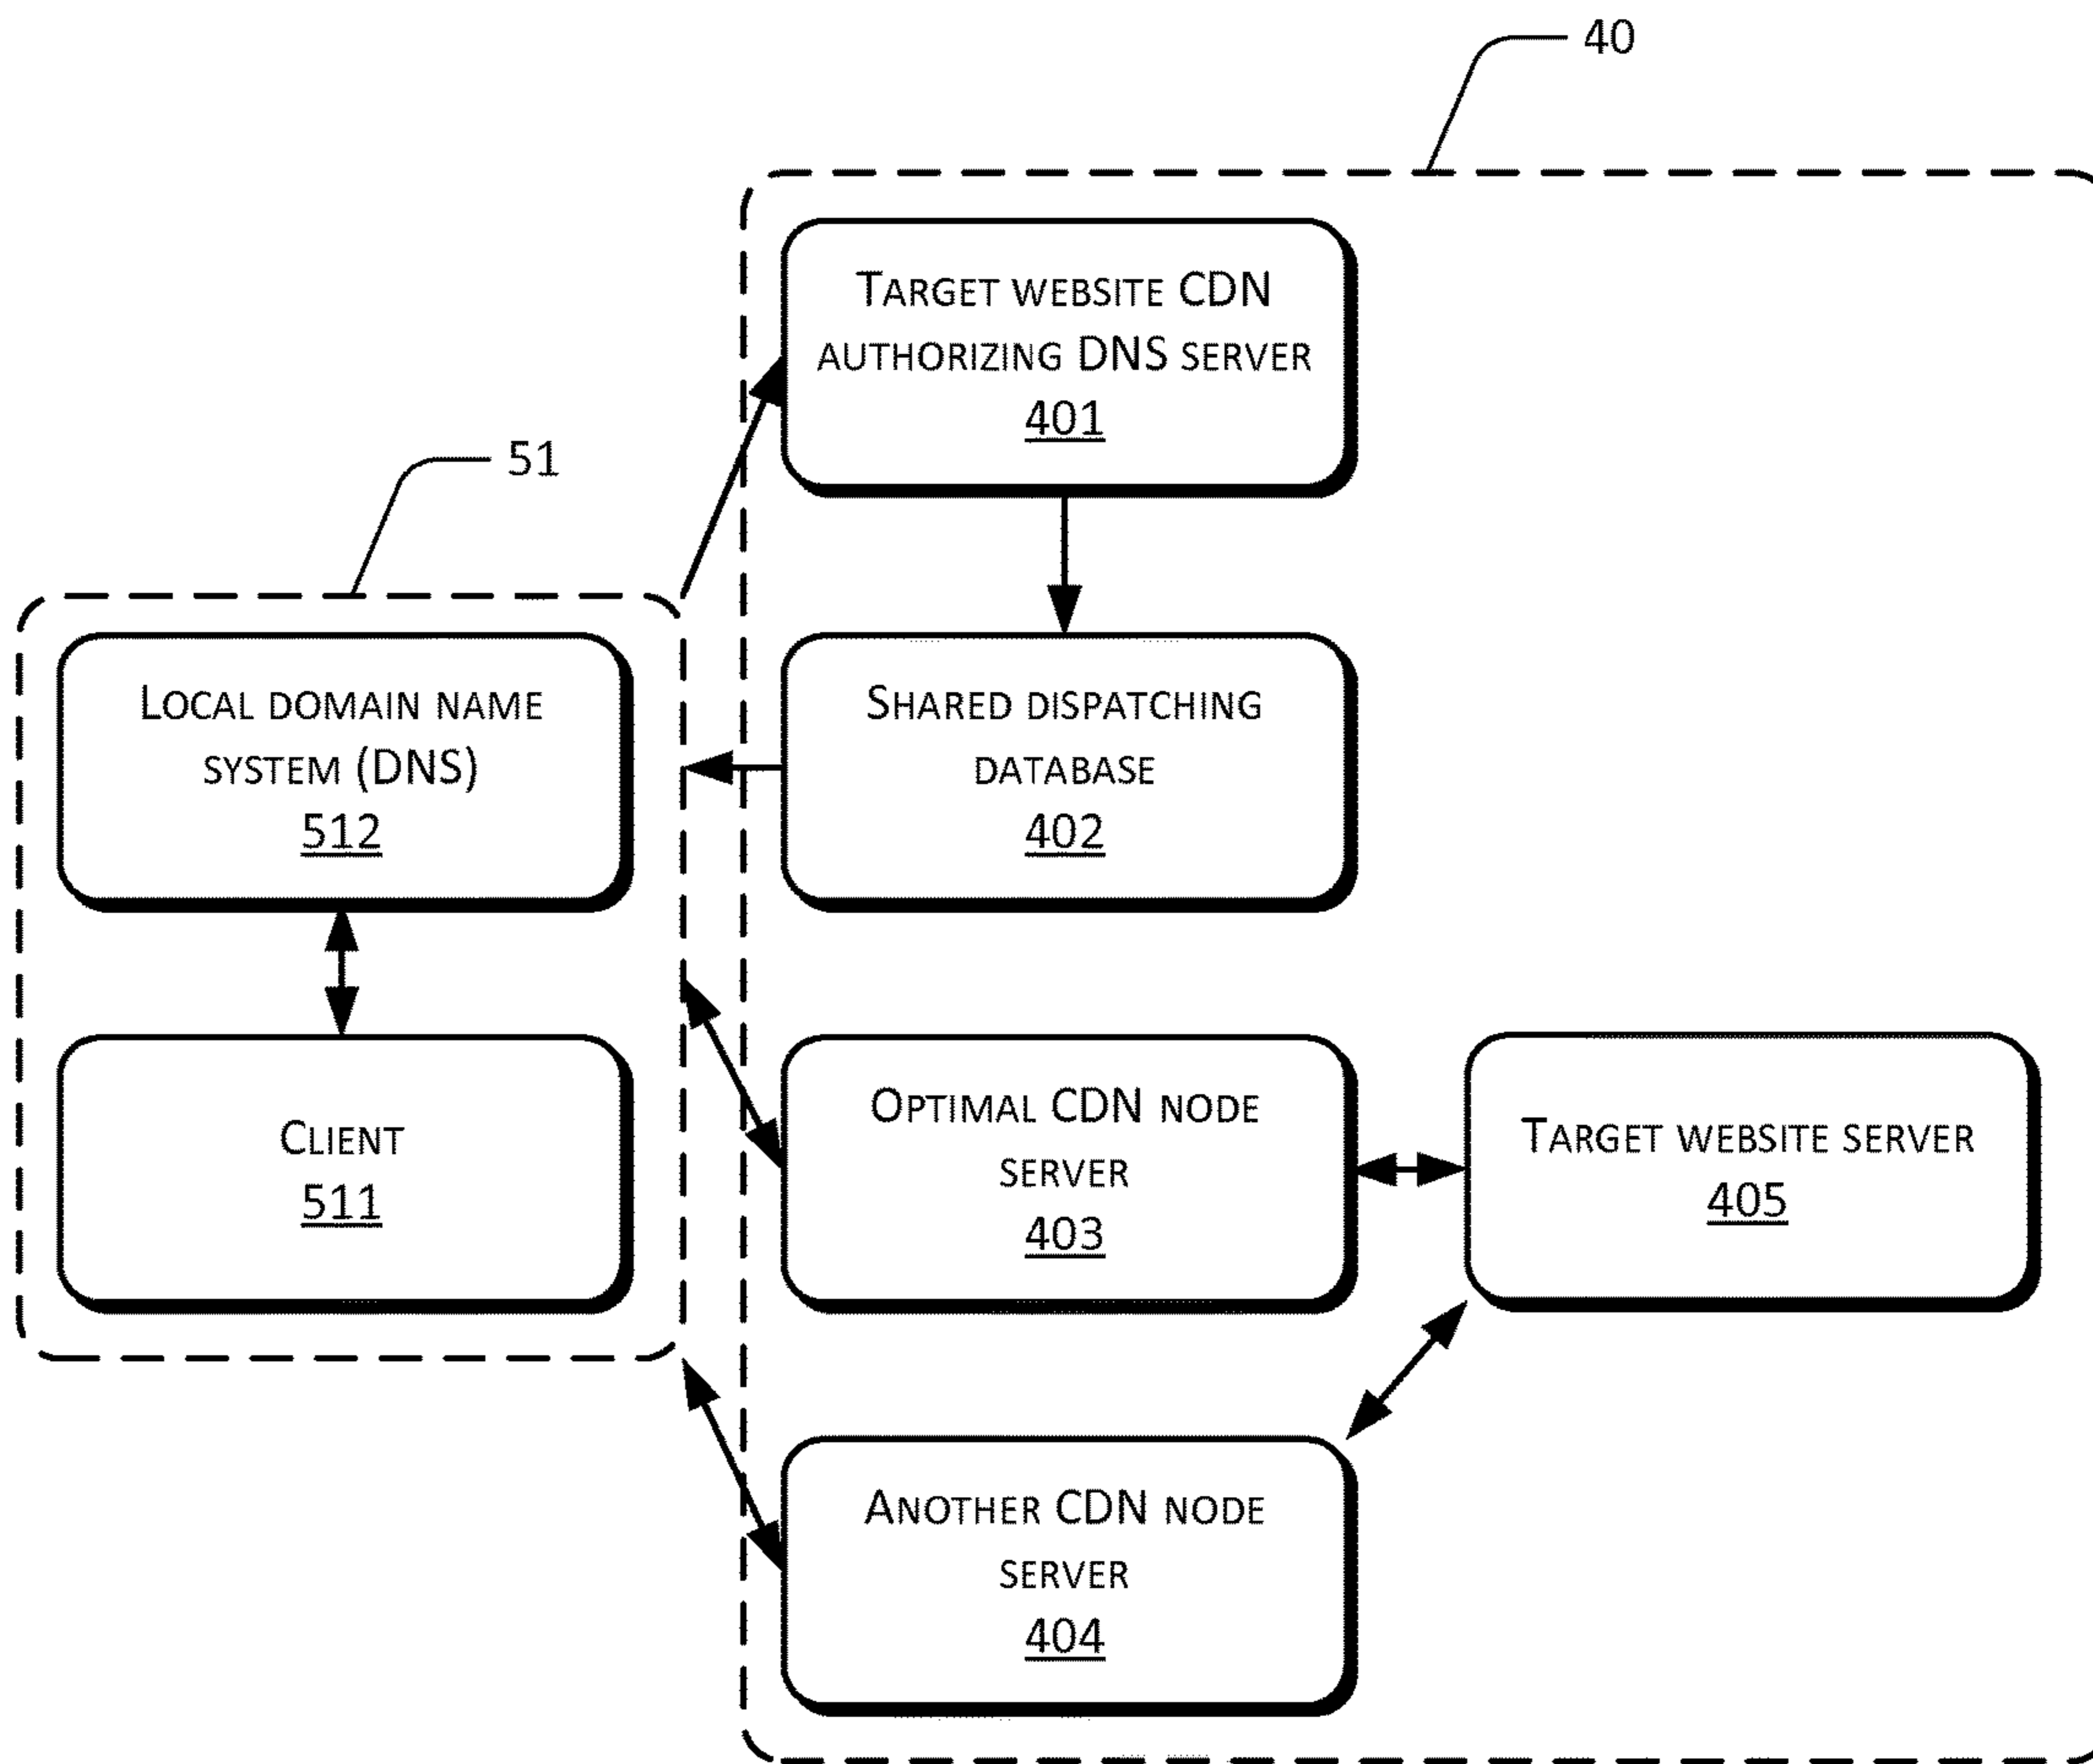 40
TARGET WEBSITE CDN
AUTHORIZING DNS SERVER
401
51
LOCAL DOMAIN NAME
SYSTEM (DNS)
512
SHARED DISPATCHING
DATABASE
402
CLIENT
511
OPTIMAL CDN NODE
SERVER
403
TARGET WEBSITE SERVER
405
ANOTHER CDN NODE
SERVER
404